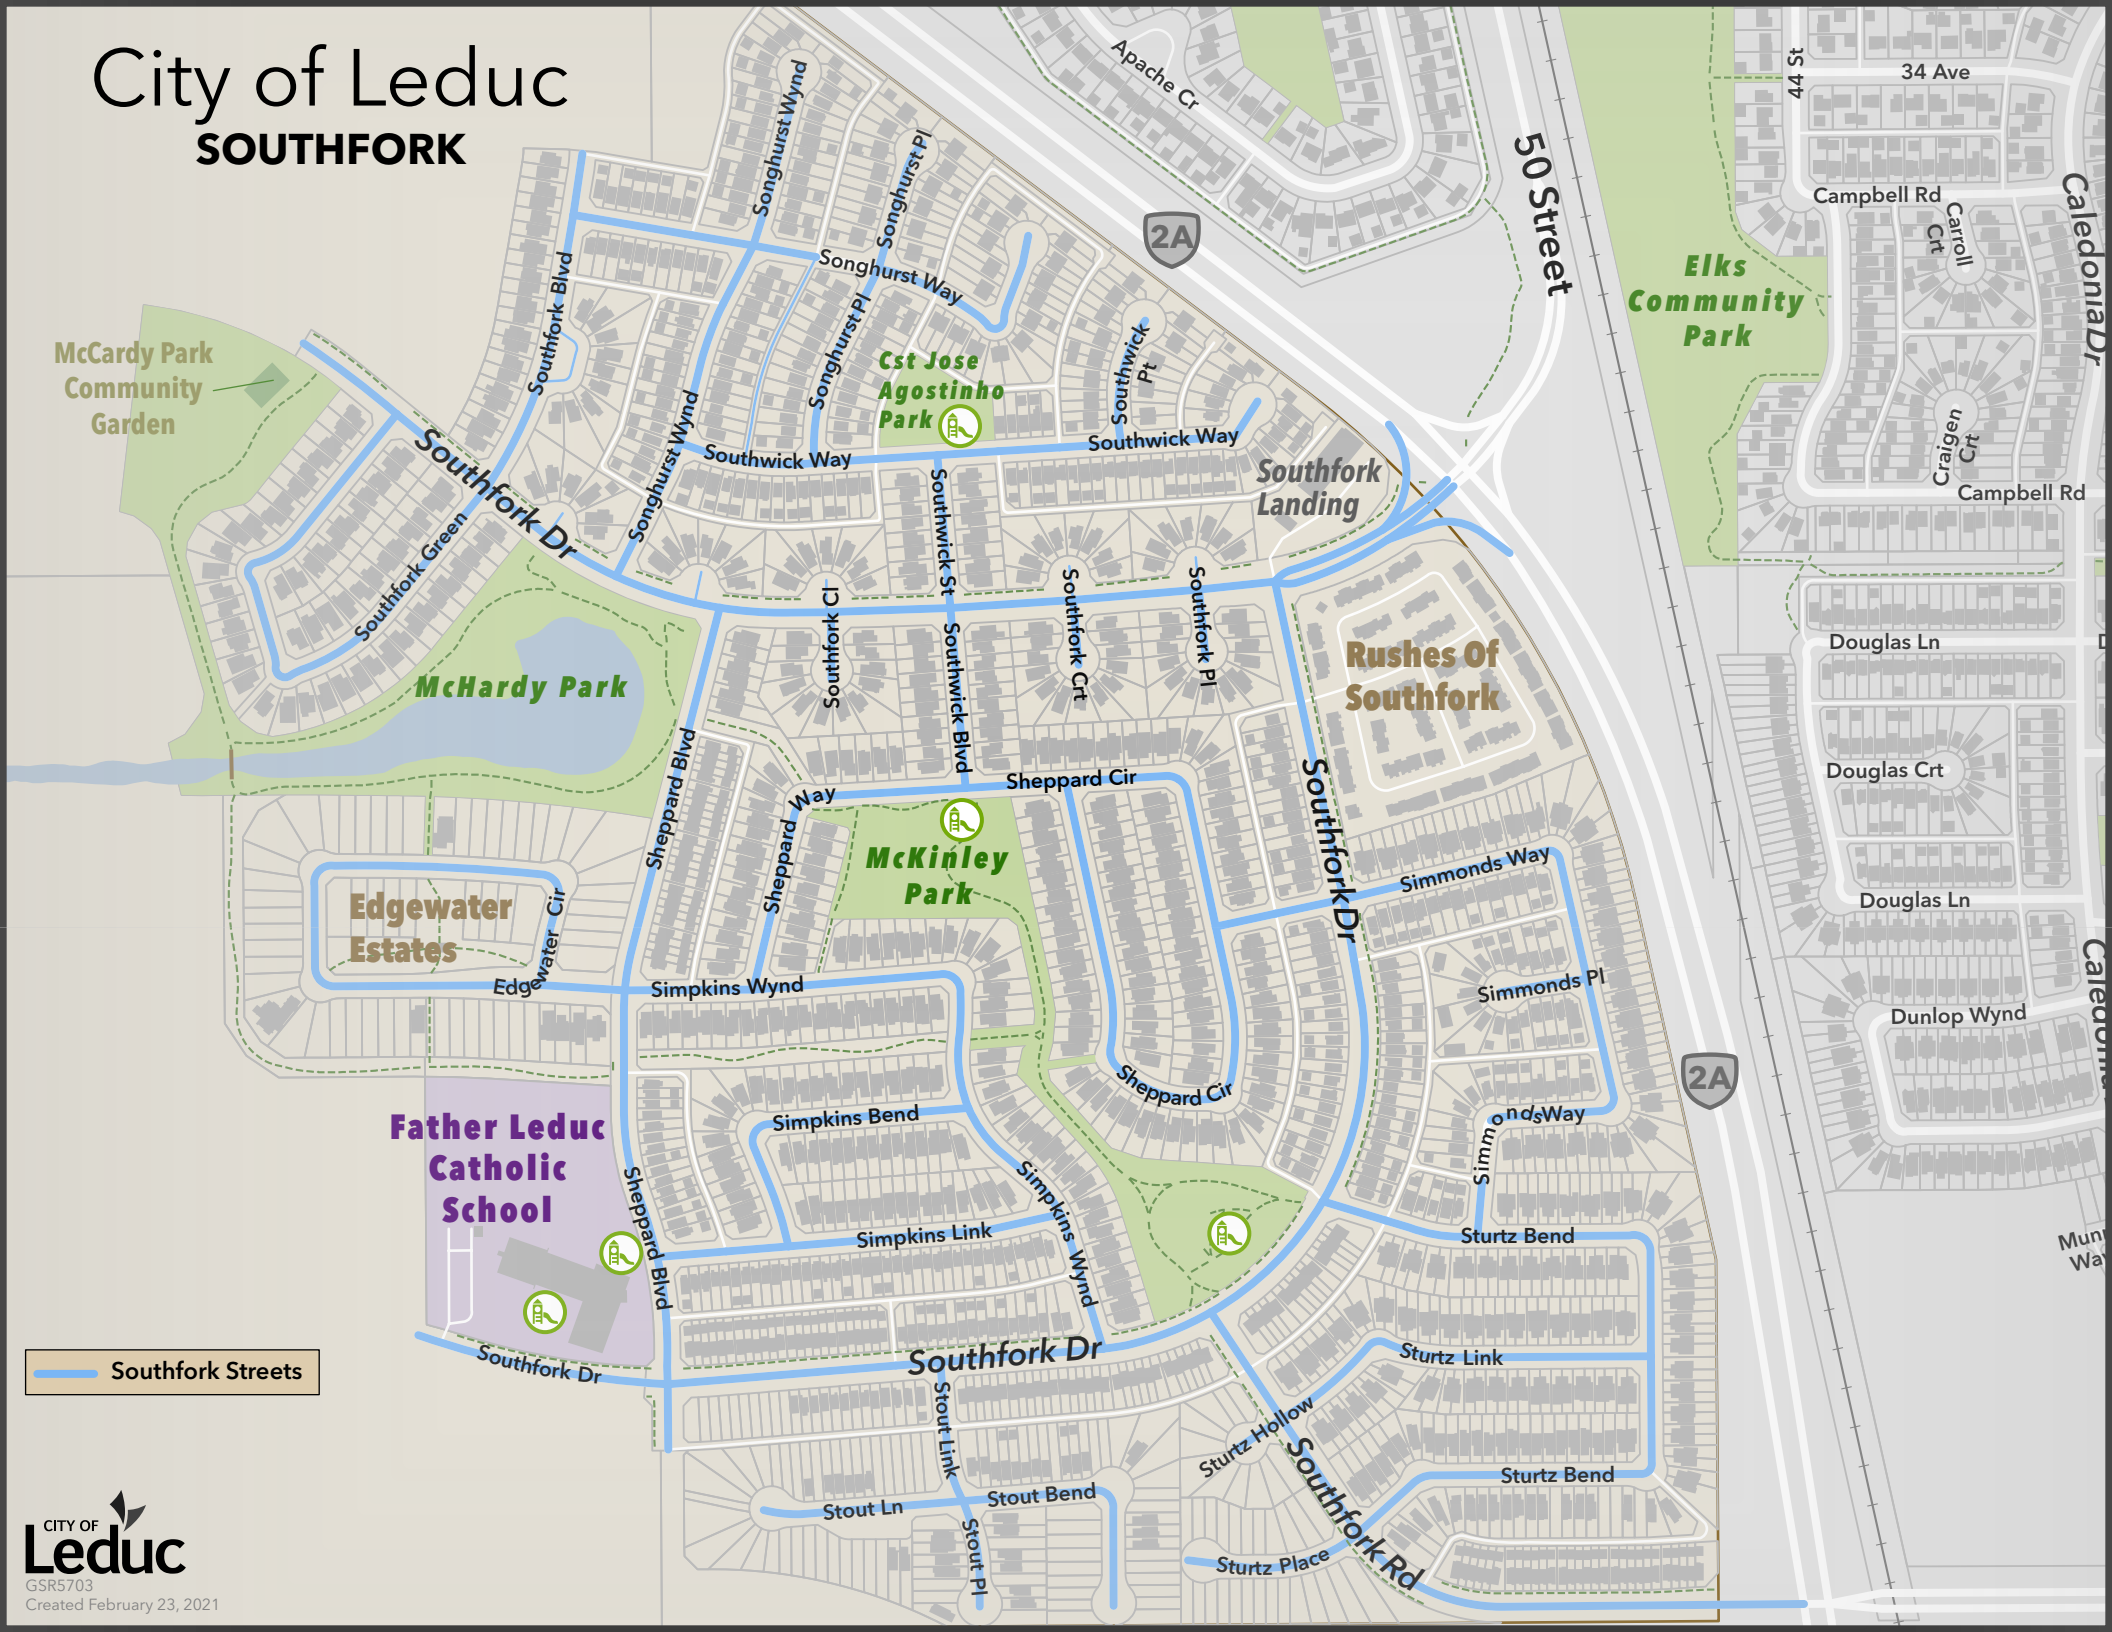 City of Leduc
SOUTHFORK
Apache Cr
44 St
34 Ave
50 Street
Campbell Rd
Carroll
Crt
Caledonia Dr
2A
Elks
Community
Park
Songhurst Wynd
Songhurst Pl
Songhurst Way
Southfork Blvd
Songhurst Pl
McCardy Park
Community
Garden
Cst Jose
Agostinho
Park
Southwick
Pt
Southwick Way
Southwick Way
Songhurst Wynd
Southfork Dr
Southfork
Landing
Craigen
Crt
Campbell Rd
Southfork Green
Southwick St
Southfork Cl
Southfork Crt
Southfork Pl
Southwick Blvd
Rushes Of
Southfork
Douglas Ln
D
McHardy Park
Sheppard Blvd
Sheppard Way
Sheppard Cir
Southfork Dr
Douglas Crt
McKinley
Park
Simmonds Way
Douglas Ln
Edgewater
Estates
Edgewater Cir
Simpkins Wynd
Simmonds Pl
Caledonia
Dunlop Wynd
2A
Sheppard Cir
Simpkins Bend
Simmonds Way
Father Leduc
Catholic
School
Sheppard Blvd
Simpkins Wynd
Simpkins Link
Sturtz Bend
Munr
Way
Southfork Dr
Southfork Dr
Sturtz Link
Southfork Streets
Stout Link
Sturtz Hollow
Southfork Rd
Sturtz Bend
Stout Ln
Stout Bend
Stout Pl
Sturtz Place
CITY OF
Leduc
GSR5703
Created February 23, 2021